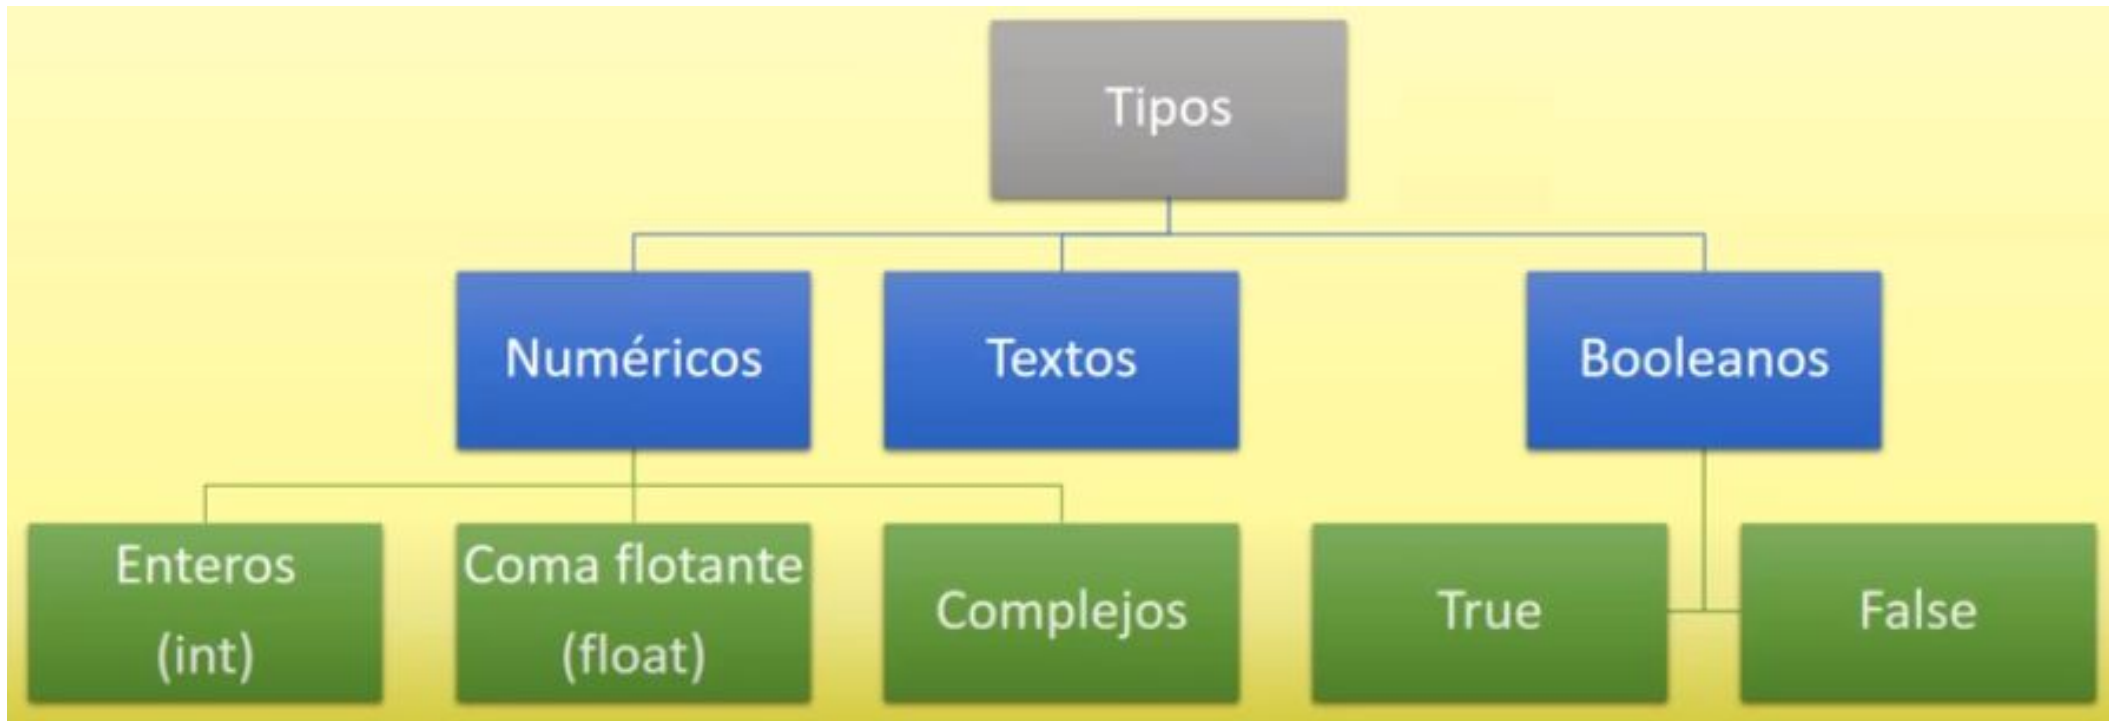 Tipos
Numéricos
Textos
Booleanos
Enteros
(int)
Coma flotante
(float)
Complejos
True
False